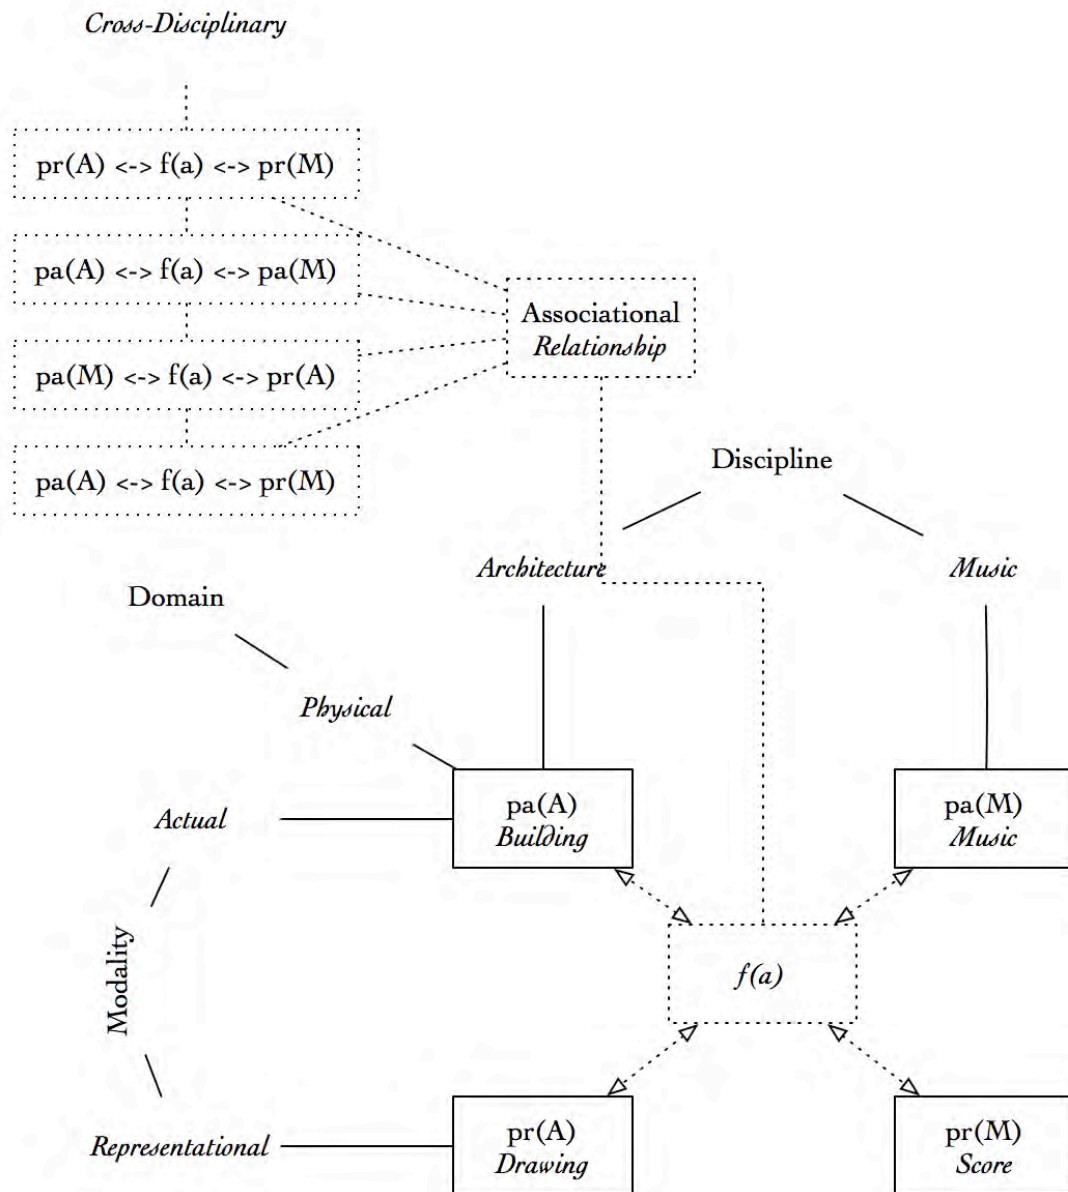 Cross-Disciplinary
pr(A) <-> f(a) <-> pr(M)
pa(A) <-> f(a) <-> pa(M)
pa(M) <-> f(a) <-> pr(A)
pa(A) <-> f(a) <-> pr(M)
Associational
Relationship
Discipline
Architecture
Music
Domain
Physical
Actual
pa(A)
Building
pa(M)
Music
Modality
f(a)
Representational
pr(A)
Drawing
pr(M)
Score